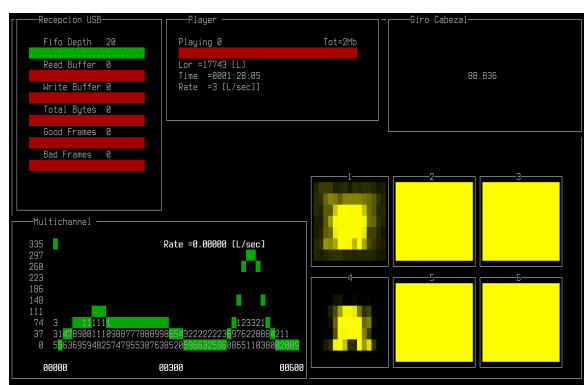 Recepcion USB
Fifo Depth 20
Read Buffer 0
Write Buffer 0
Total Bytes 0
Good Frames 0
Bad Frames 0
Player
Playing 0 Tot=2Mb
Lor =17743 [L]
Time =0001:28:05
Rate =3 [L/sec]]
Giro Cabezal
88.836
1 2 3
4 5 6
Multichannel
Rate =0.00000 [L/sec]
335
297
260
223
186
148
111
74
37
0
00000 00300 00600